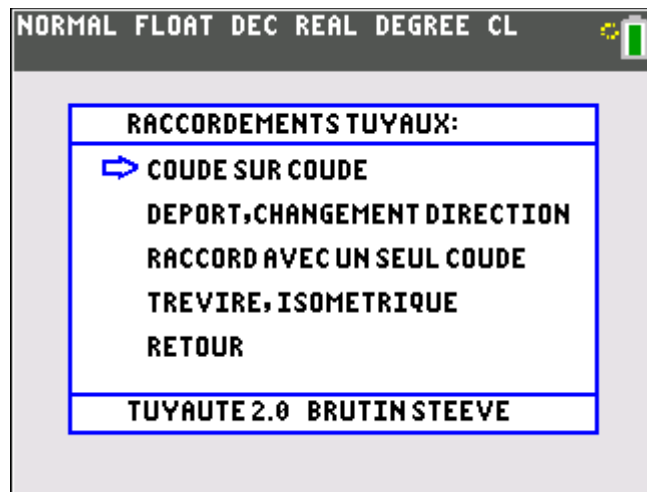 NORMAL FLOAT DEC REAL DEGREE CL
RACCORDEMENTS TUYAUX:
COUDE SUR COUDE
DEPORT,CHANGEMENT DIRECTION
RACCORD AVEC UN SEUL COUDE
TREVIRE,ISOMETRIQUE
RETOUR
TUYAUTE 2.0 BRUTIN STEEVE